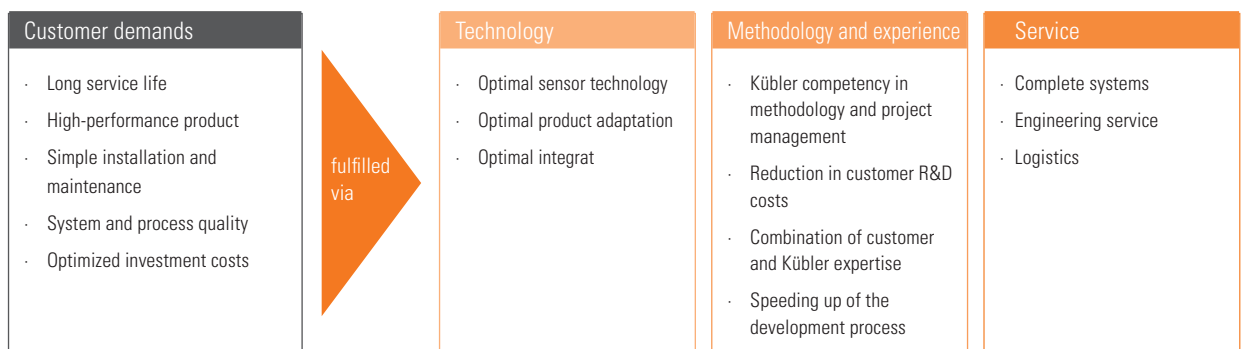 Customer demands
· Long service life
· High-performance product
· Simple installation and
maintenance
· System and process quality
· Optimized investment costs
fulfilled
via
Technology
· Optimal sensor technology
· Optimal product adaptation
· Optimal integrat
Methodology and experience
· Kübler competency in
methodology and project
management
· Reduction in customer R&D
costs
· Combination of customer
and Kübler expertise
· Speeding up of the
development process
Service
· Complete systems
· Engineering service
· Logistics